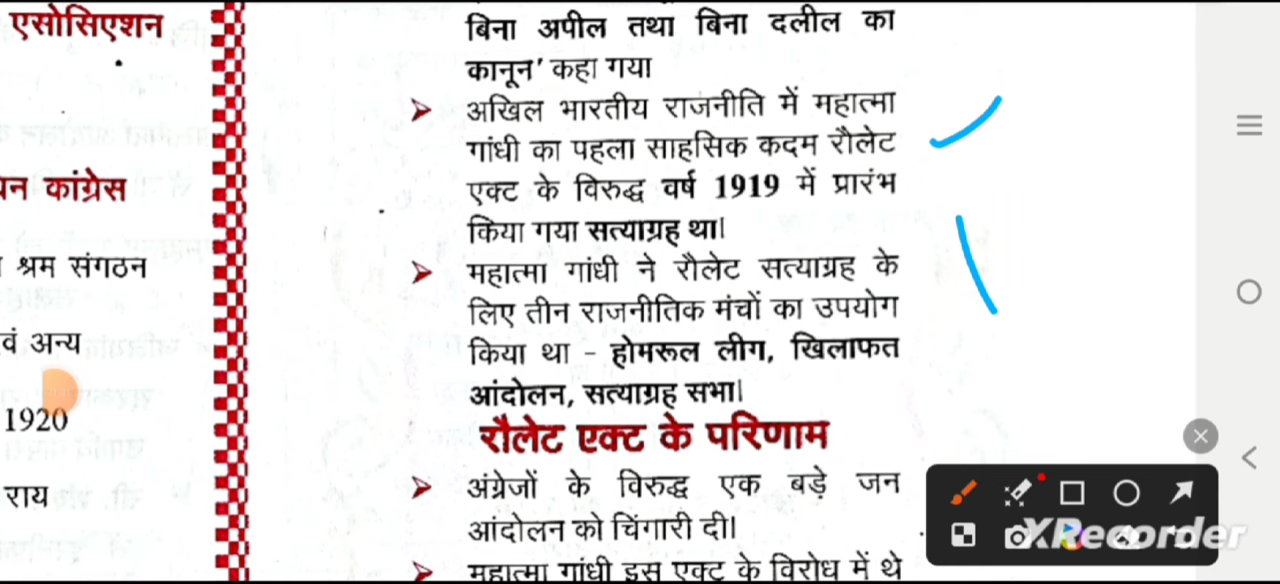 एसोसिएशन
कांग्रेस
श्रम संगठन
वं अन्य
1920
राय
बिना अपील तथा बिना दलील का
कानून' कहा गया
➤ अखिल भारतीय राजनीति में महात्मा
गांधी का पहला साहसिक कदम रौलेट
एक्ट के विरुद्ध वर्ष 1919 में प्रारंभ
किया गया सत्याग्रह था।
➤ महात्मा गांधी ने रौलेट सत्याग्रह के
लिए तीन राजनीतिक मंचों का उपयोग
किया था - होमरूल लीग, खिलाफत
आंदोलन, सत्याग्रह सभा।
रौलेट एक्ट के परिणाम
➤ अंग्रेजों के विरुद्ध एक बड़े जन
आंदोलन को चिंगारी दी।
➤ महात्मा गांधी इस एक्ट के विरोध में थे
XRecorder